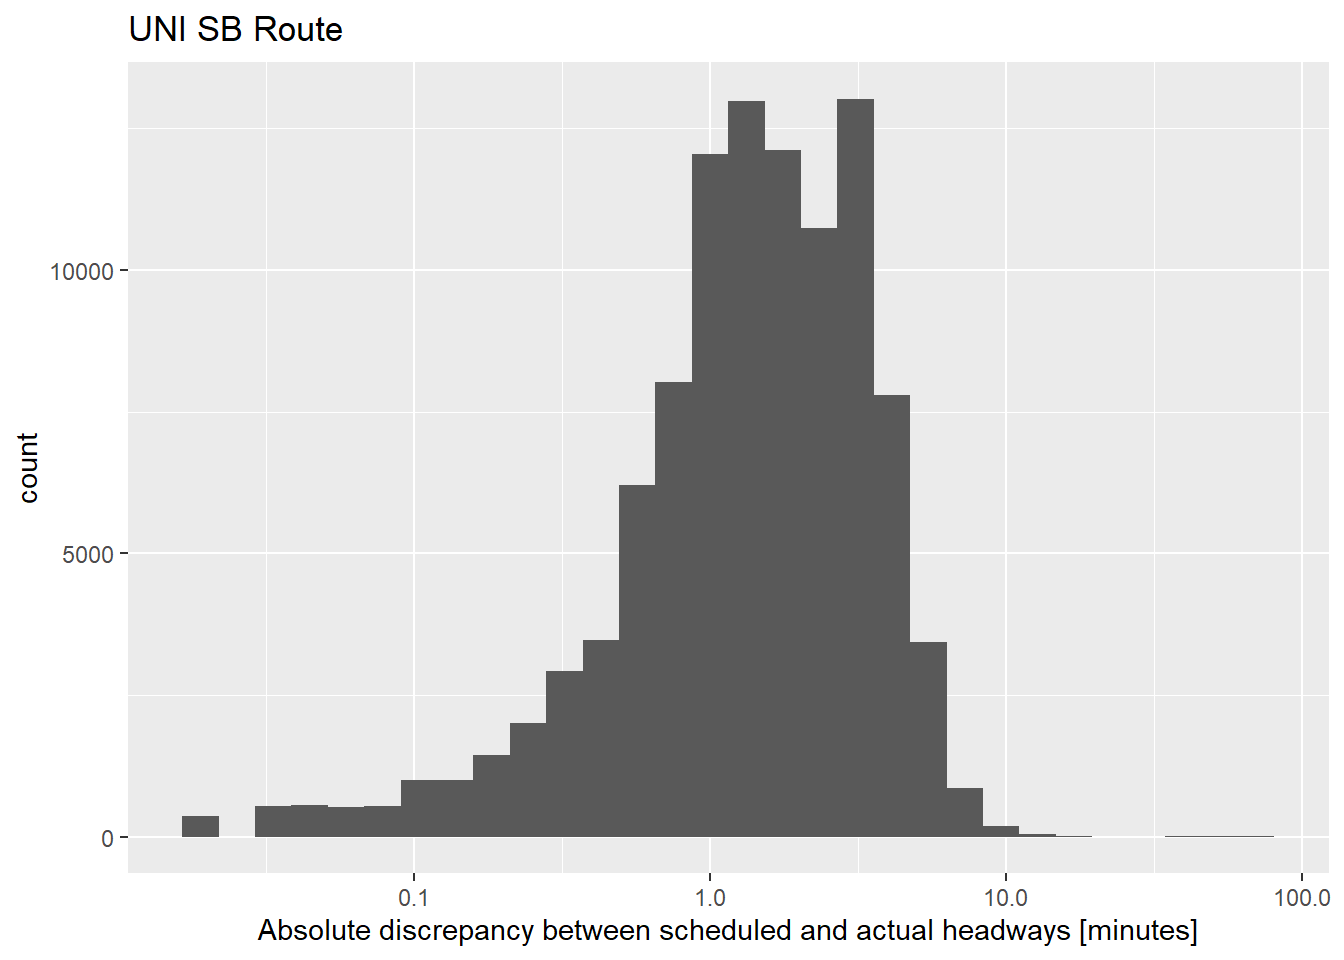 UNI SB Route
10000
5000
0
count
0.1
1.0
10.0
100.0
Absolute discrepancy between scheduled and actual headways [minutes]